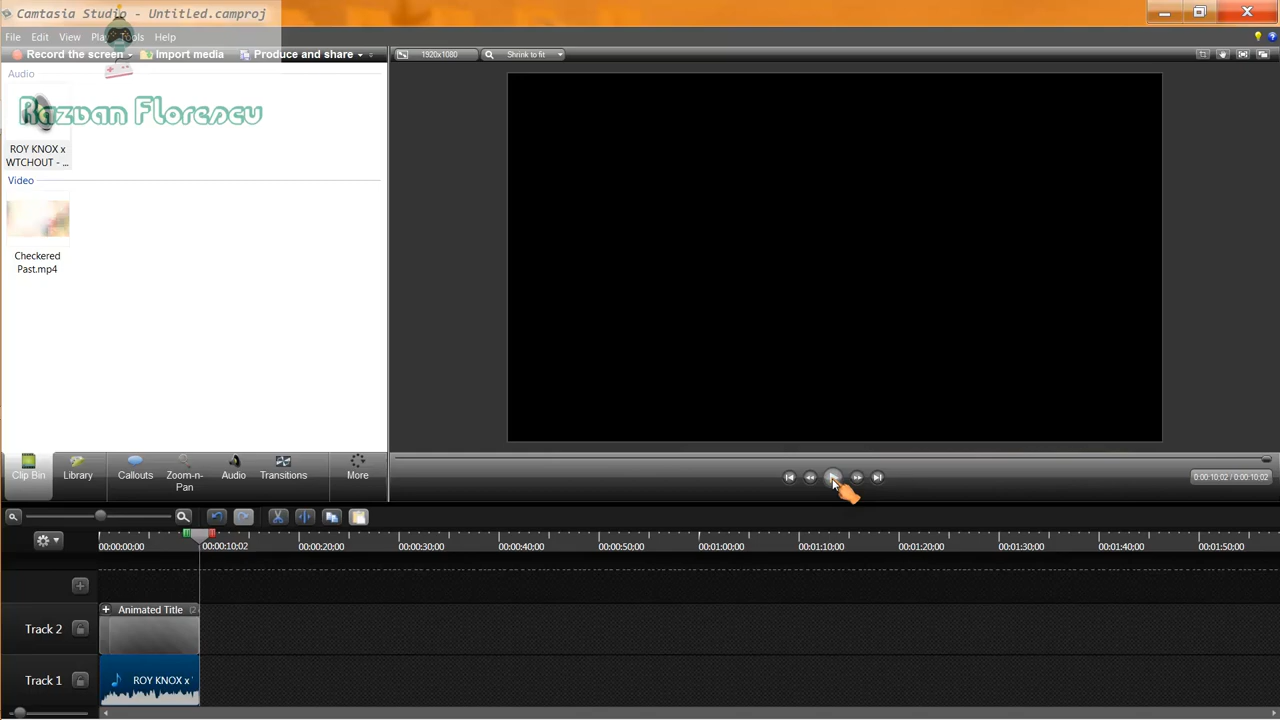 Camtasia Studio - Untitled.camproj
File Edit View Play Tools Help
Record the screen Import media Produce and share
1920x1080 Shrink to fit
Audio
Razvan Florescu
ROY KNOX x
WTCHOUT - ...
Video
Checkered
Past.mp4
Clip Bin Library Callouts Zoom-n-
Pan Audio Transitions More
0:00:10:02 / 0:00:10:02
00:00:00;00 00:00:10;02 00:00:20;00 00:00:30;00 00:00:40;00 00:00:50;00 00:01:00;00 00:01:10;00 00:01:20;00 00:01:30;00 00:01:40;00 00:01:50;00
Track 2 Animated Title
Track 1 ROY KNOX x